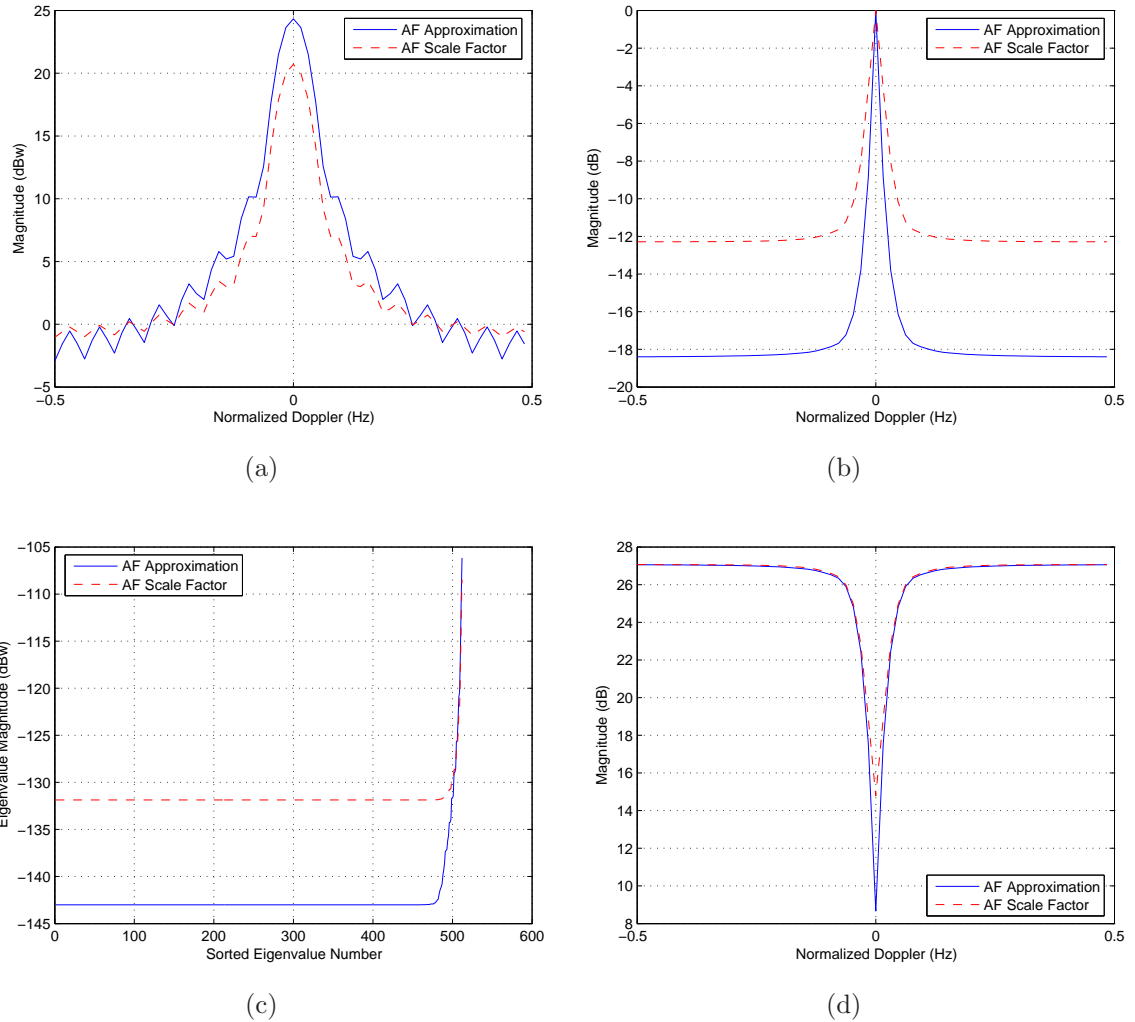 25
20
15
10
5
0
−5
−0.5
0
0.5
Magnitude (dBw)
Normalized Doppler (Hz)
AF Approximation
AF Scale Factor
(a)
0
−2
−4
−6
−8
−10
−12
−14
−16
−18
−20
−0.5
0
0.5
Magnitude (dB)
Normalized Doppler (Hz)
AF Approximation
AF Scale Factor
(b)
−105
−110
−115
−120
−125
−130
−135
−140
−145
0
100
200
300
400
500
600
Eigenvalue Magnitude (dBw)
Sorted Eigenvalue Number
AF Approximation
AF Scale Factor
(c)
28
26
24
22
20
18
16
14
12
10
8
−0.5
0
0.5
Magnitude (dB)
Normalized Doppler (Hz)
AF Approximation
AF Scale Factor
(d)